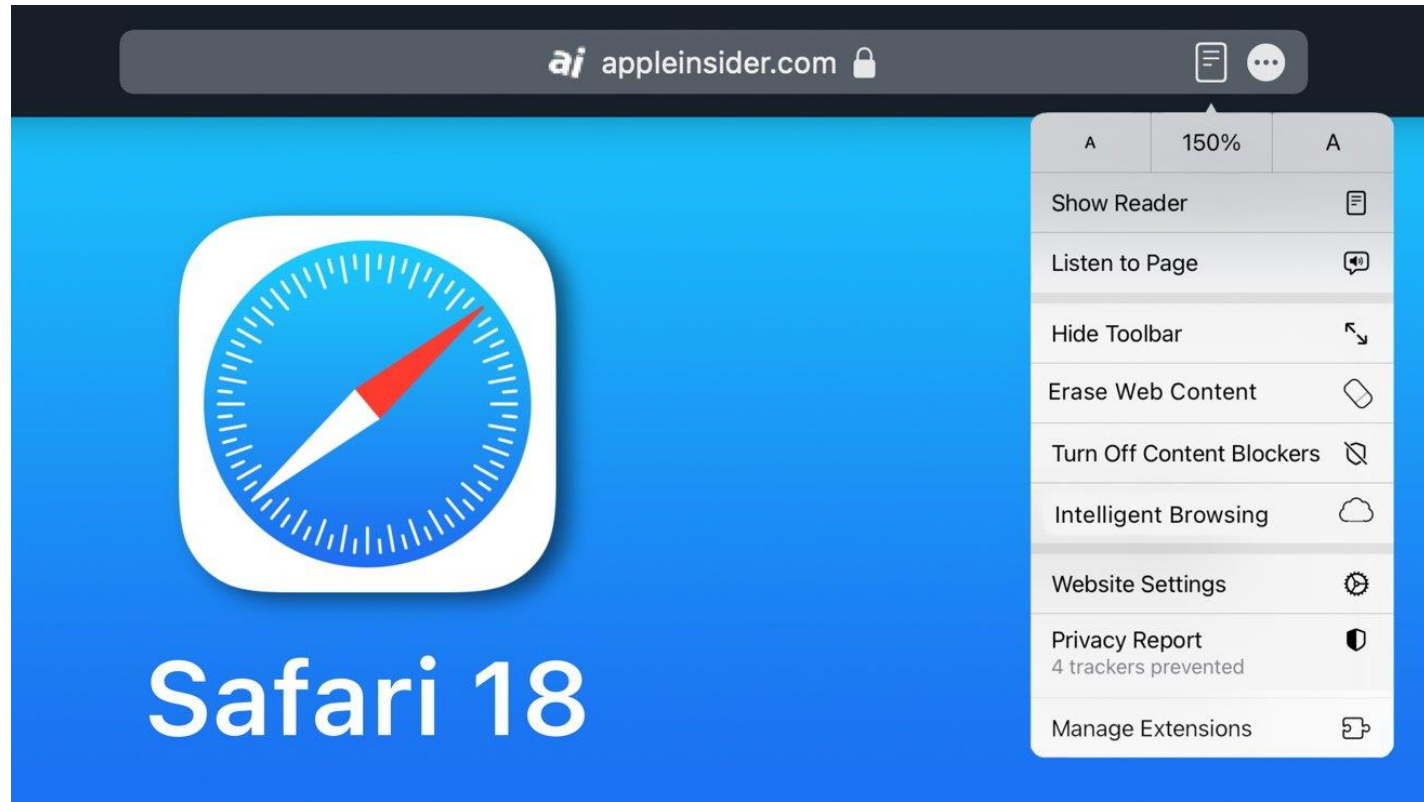 ai appleinsider.com
A 150% A
Show Reader
Listen to Page
Hide Toolbar
Erase Web Content
Turn Off Content Blockers
Intelligent Browsing
Website Settings
Privacy Report
4 trackers prevented
Manage Extensions
Safari 18